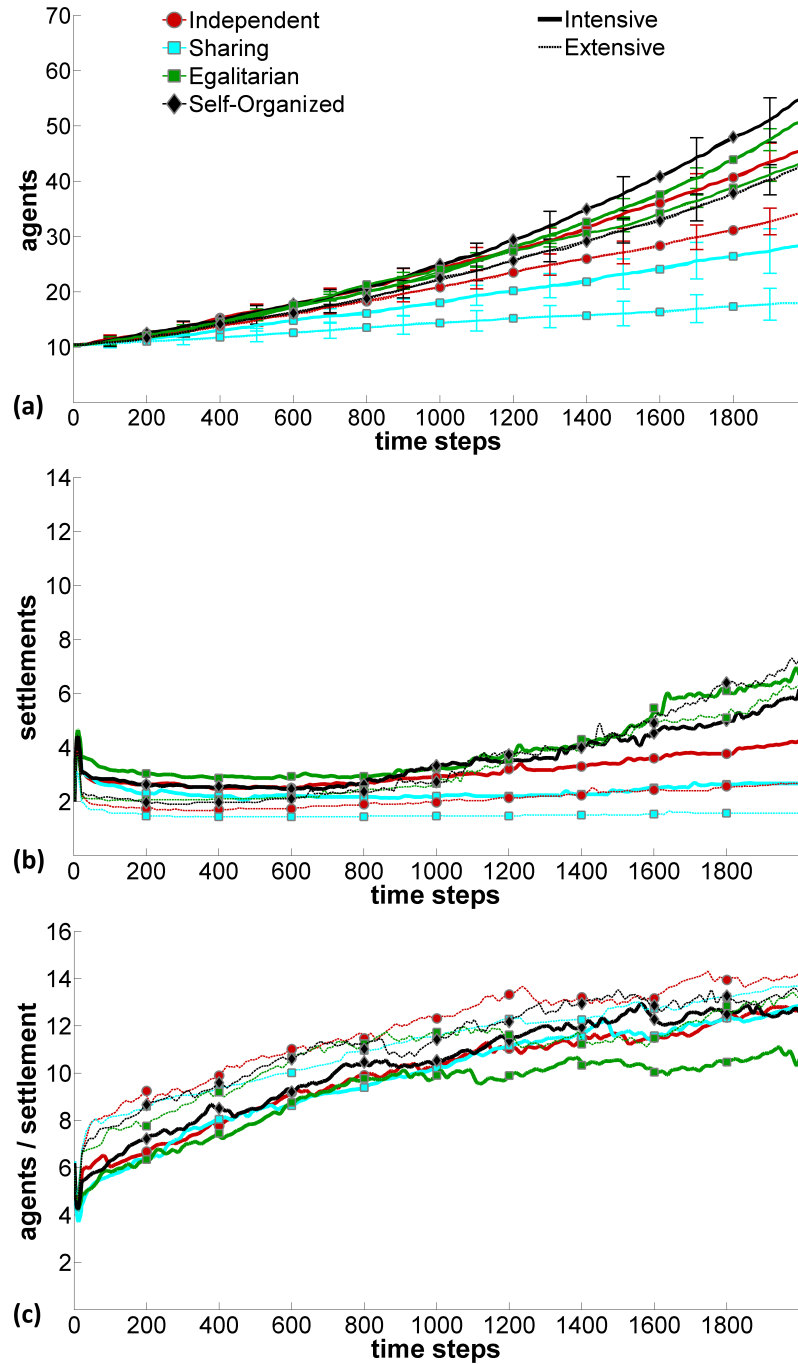 70
60
50
40
30
20
10
agents
Independent
Sharing
Egalitarian
Self-Organized
Intensive
Extensive
0 200 400 600 800 1000 1200 1400 1600 1800
time steps
(a)
14
12
10
8
6
4
2
settlements
0 200 400 600 800 1000 1200 1400 1600 1800
time steps
(b)
16
14
12
10
8
6
4
2
agents / settlement
0 200 400 600 800 1000 1200 1400 1600 1800
time steps
(c)